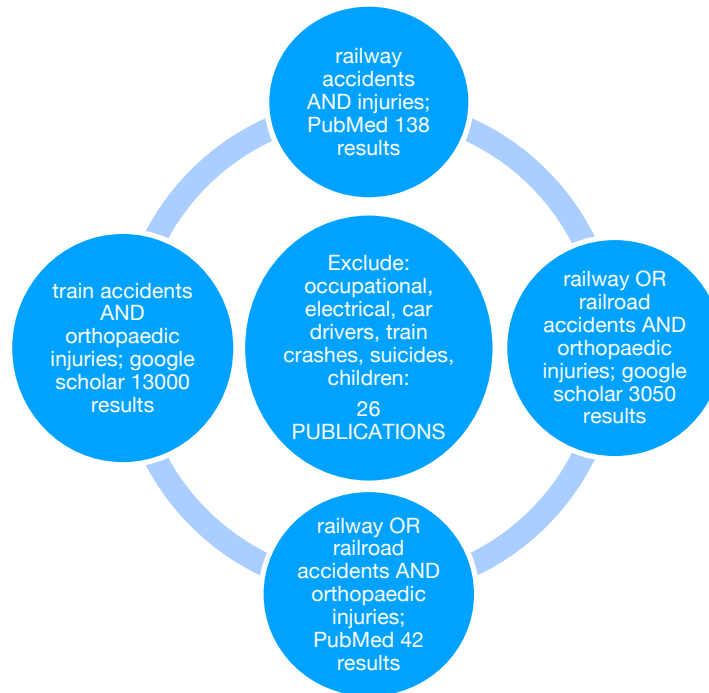 railway
accidents
AND injuries;
PubMed 138
results
train accidents
AND
orthopaedic
injuries; google
scholar 13000
results
Exclude:
occupational,
electrical, car
drivers, train
crashes, suicides,
children:
26
PUBLICATIONS
railway OR
railroad
accidents AND
orthopaedic
injuries; google
scholar 3050
results
railway OR
railroad
accidents AND
orthopaedic
injuries;
PubMed 42
results